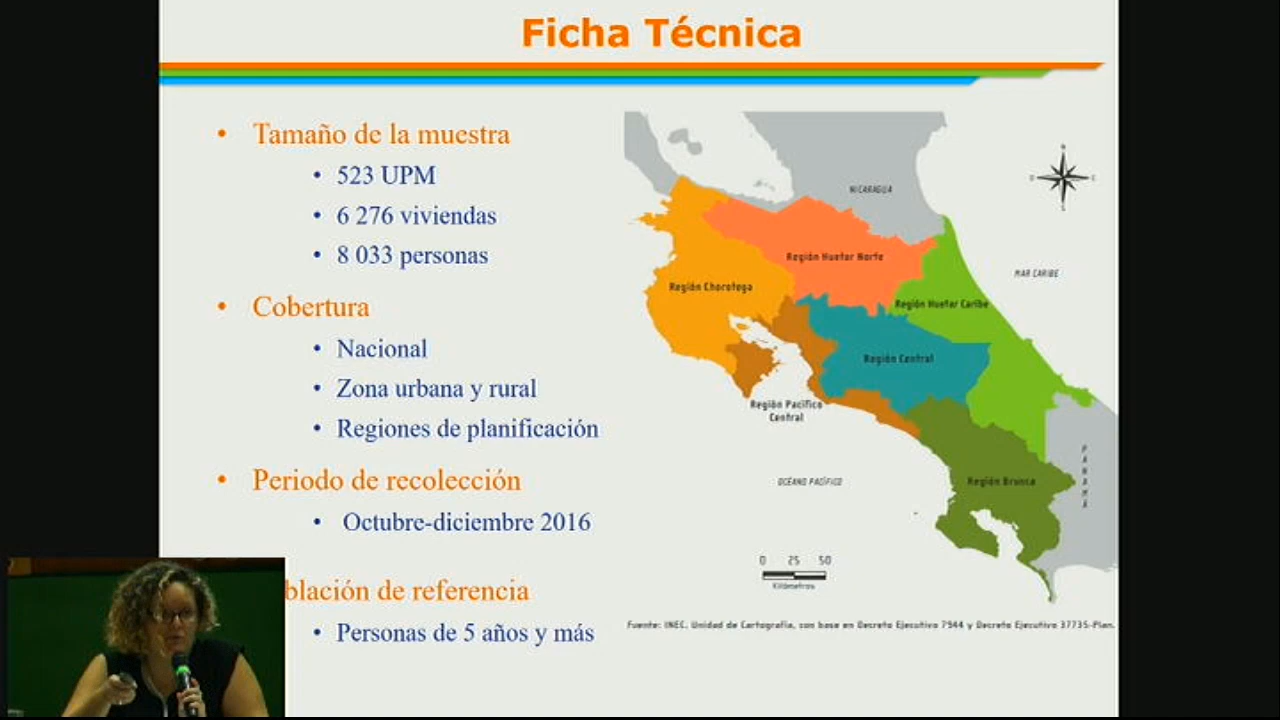 Ficha Técnica
• Tamaño de la muestra
• 523 UPM
• 6 276 viviendas
• 8 033 personas
• Cobertura
• Nacional
• Zona urbana y rural
• Regiones de planificación
• Periodo de recolección
• Octubre-diciembre 2016
blación de referencia
• Personas de 5 años y más
NICARAGUA
MAR CARIBE
Región Huetar Norte
Región Chorotega
Región Huetar Caribe
Región Central
Región Pacífico
Central
PANAMÁ
OCÉANO PACÍFICO
Región Brunca
0 25 50
Kilómetros
Fuente: INEC. Unidad de Cartografía, con base en Decreto Ejecutivo 7944 y Decreto Ejecutivo 37735-Plan.